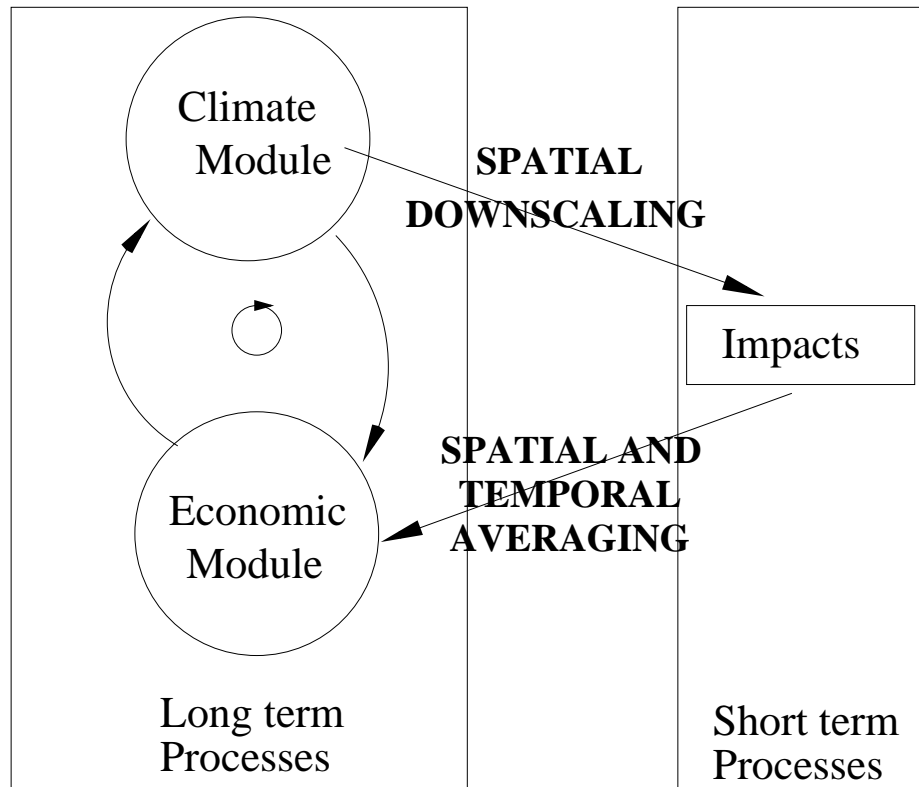 Climate
Module
SPATIAL
DOWNSCALING
Impacts
SPATIAL AND
TEMPORAL
AVERAGING
Economic
Module
Long term
Processes
Short term
Processes